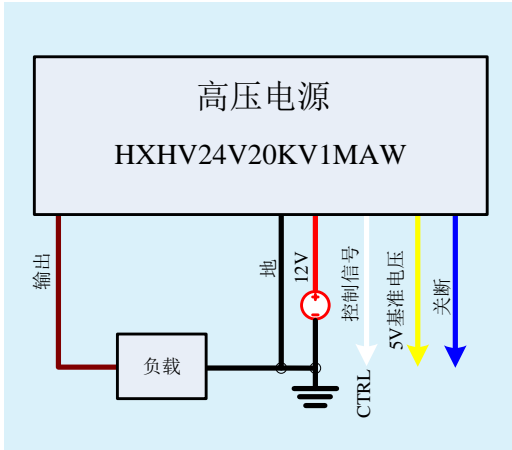 高压电源
HXHV24V20KV1MAW
输出
地
12V
控制信号
5V基准电压
关断
负载
CTRL